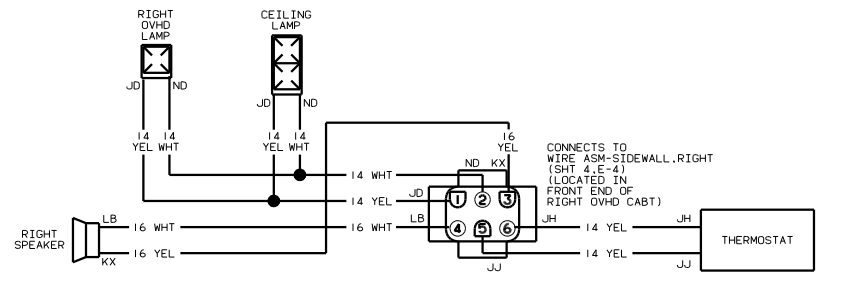 RIGHT
OVHD
LAMP
CEILING
LAMP
JD
ND
JD
ND
14
YEL
14
WHT
14
YEL
14
WHT
16
YEL
CONNECTS TO
WIRE ASM-SIDEWALL,RIGHT
(SHT 4,E-4)
(LOCATED IN
FRONT END OF
RIGHT OVHD CABT)
14 WHT
ND
KX
14 YEL
JD
1
2
3
RIGHT
SPEAKER
LB
16 WHT
16 WHT
LB
4
5
6
JH
14 YEL
JH
THERMOSTAT
KX
16 YEL
JJ
14 YEL
JJ